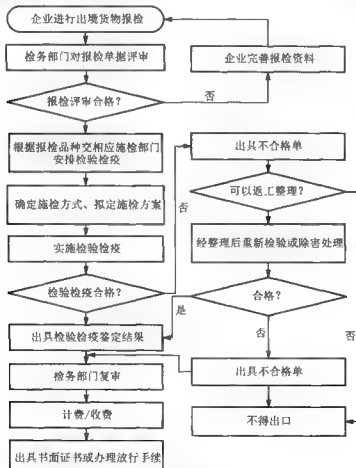 企业进行出境货物报检
检务部门对报检单据评审
企业完善报检资料
报检评审合格？
否
根据报检品种交相应施检部门
安排检验检疫
出具不合格单
确定施检方式、拟定施检方案
可以返工整理？
否
实施检验检疫
经整理后重新检验或除害处理
检验检疫合格？
合格？
是
出具检验检疫鉴定结果
否
否
检务部门复审
出具不合格单
计费/收费
不得出口
出具书面证书或办理放行手续